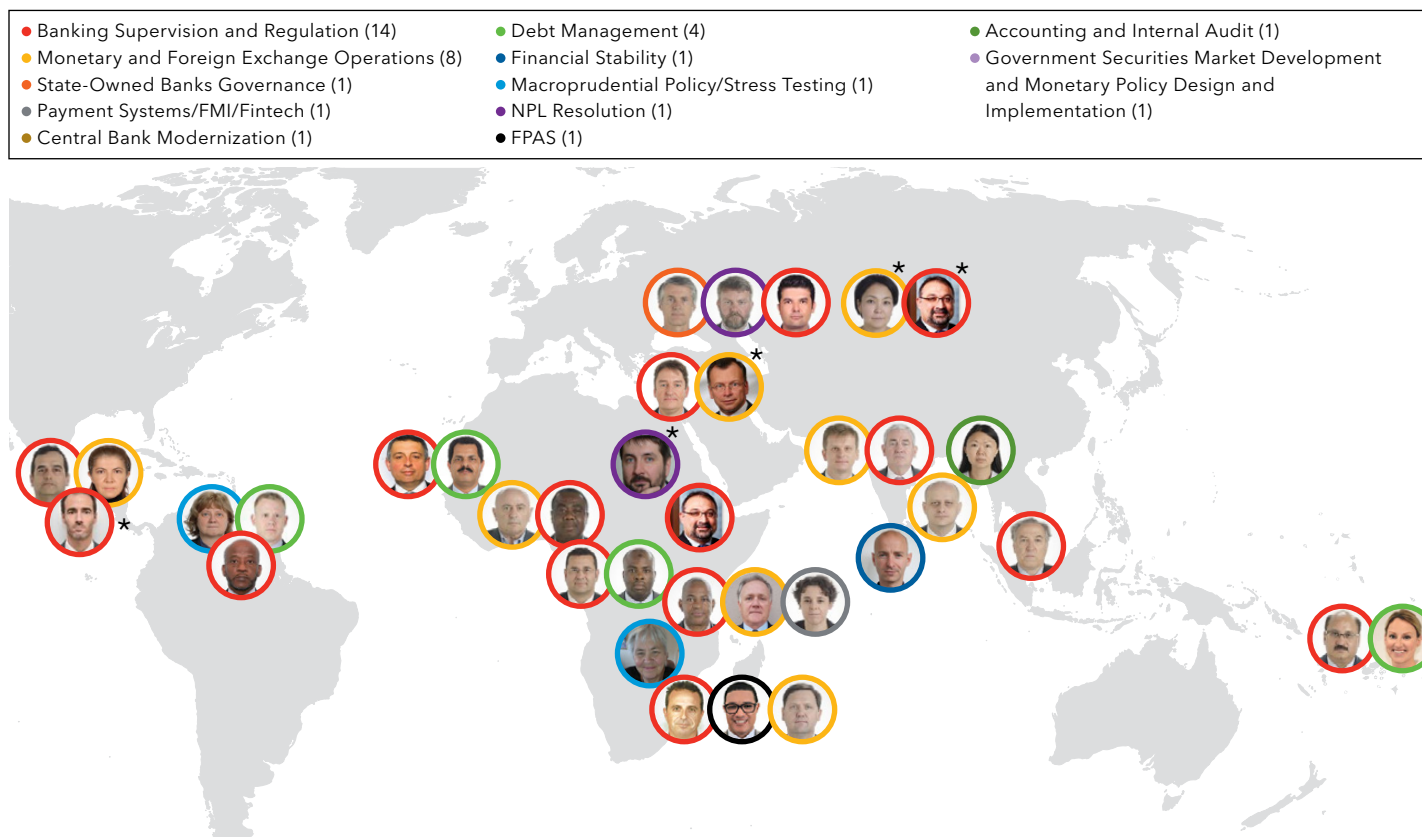 Banking Supervision and Regulation (14)
Monetary and Foreign Exchange Operations (8)
State-Owned Banks Governance (1)
Payment Systems/FMI/Fintech (1)
Central Bank Modernization (1)
Debt Management (4)
Financial Stability (1)
Macroprudential Policy/Stress Testing (1)
NPL Resolution (1)
FPAS (1)
Accounting and Internal Audit (1)
Government Securities Market Development
and Monetary Policy Design and
Implementation (1)
*
*
*
*
*